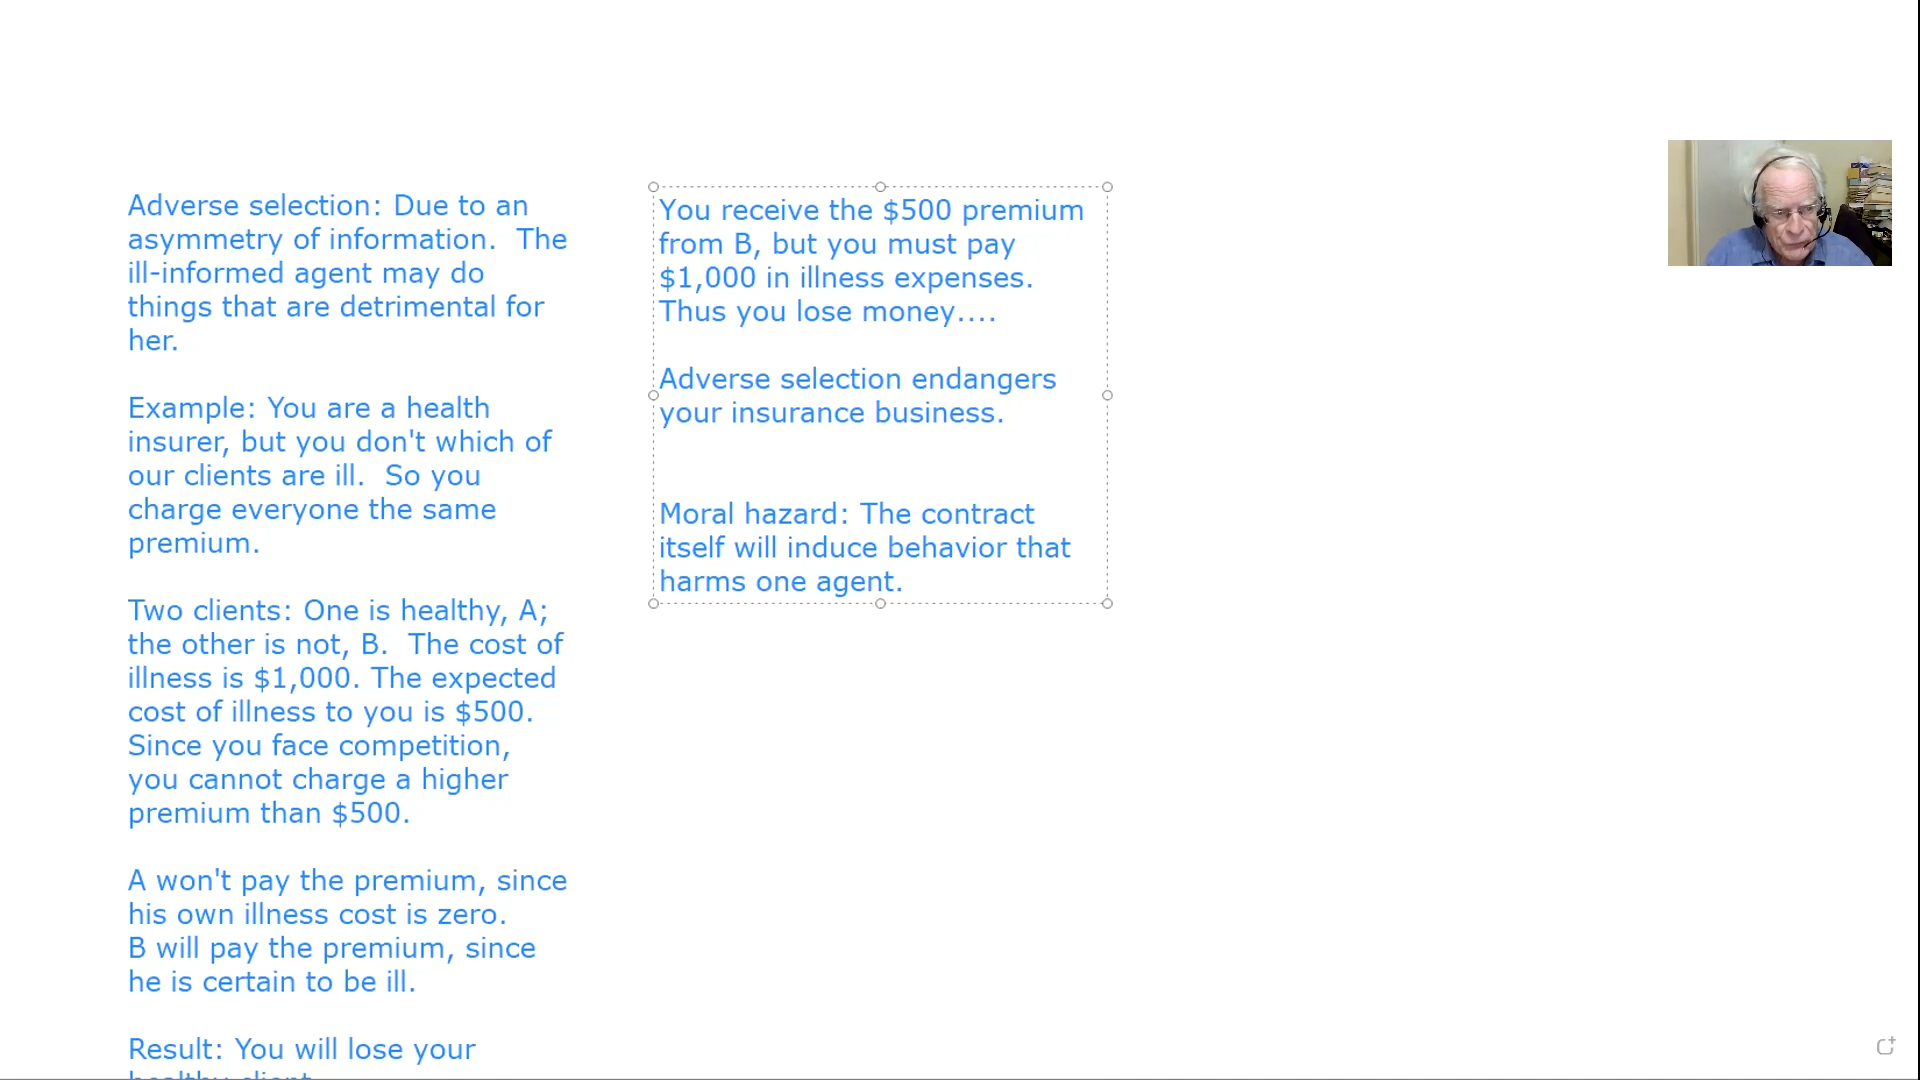 Adverse selection: Due to an
asymmetry of information.  The
ill-informed agent may do
things that are detrimental for
her.
Example: You are a health
insurer, but you don't which of
our clients are ill.  So you
charge everyone the same
premium.
Two clients: One is healthy, A;
the other is not, B.  The cost of
illness is $1,000. The expected
cost of illness to you is $500.
Since you face competition,
you cannot charge a higher
premium than $500.
A won't pay the premium, since
his own illness cost is zero.
B will pay the premium, since
he is certain to be ill.
Result: You will lose your
healthy client
You receive the $500 premium
from B, but you must pay
$1,000 in illness expenses.
Thus you lose money....
Adverse selection endangers
your insurance business.
Moral hazard: The contract
itself will induce behavior that
harms one agent.